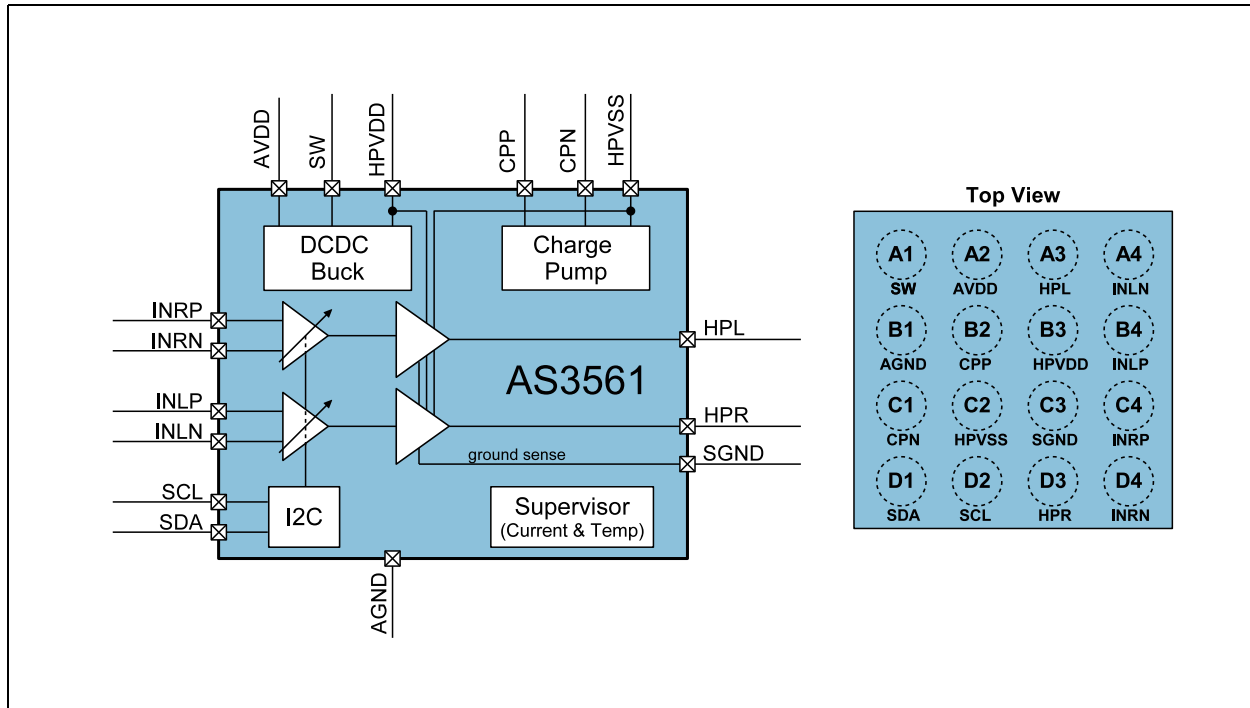 AVDD
SW
HPVDD
CPP
CPN
HPVSS
DCDC
Buck
Charge
Pump
INRP
INRN
INLP
INLN
SCL
SDA
I2C
AS3561
HPL
HPR
SGND
ground sense
Supervisor
(Current & Temp)
AGND
Top View
A1 A2 A3 A4
SW AVDD HPL INLN
B1 B2 B3 B4
AGND CPP HPVDD INLP
C1 C2 C3 C4
CPN HPVSS SGND INRP
D1 D2 D3 D4
SDA SCL HPR INRN